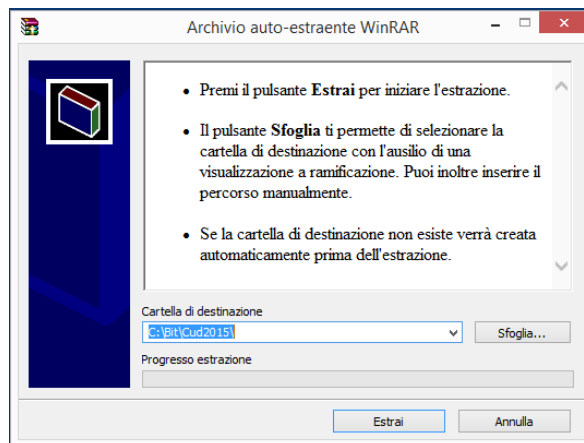 Archivio auto-estraente WinRAR
• Premi il pulsante Estrai per iniziare l'estrazione.
• Il pulsante Sfoglia ti permette di selezionare la
cartella di destinazione con l'ausilio di una
visualizzazione a ramificazione. Puoi inoltre inserire il
percorso manualmente.
• Se la cartella di destinazione non esiste verrà creata
automaticamente prima dell'estrazione.
Cartella di destinazione
C:\Bit\Cud2015\
Sfoglia...
Progresso estrazione
Estrai
Annulla